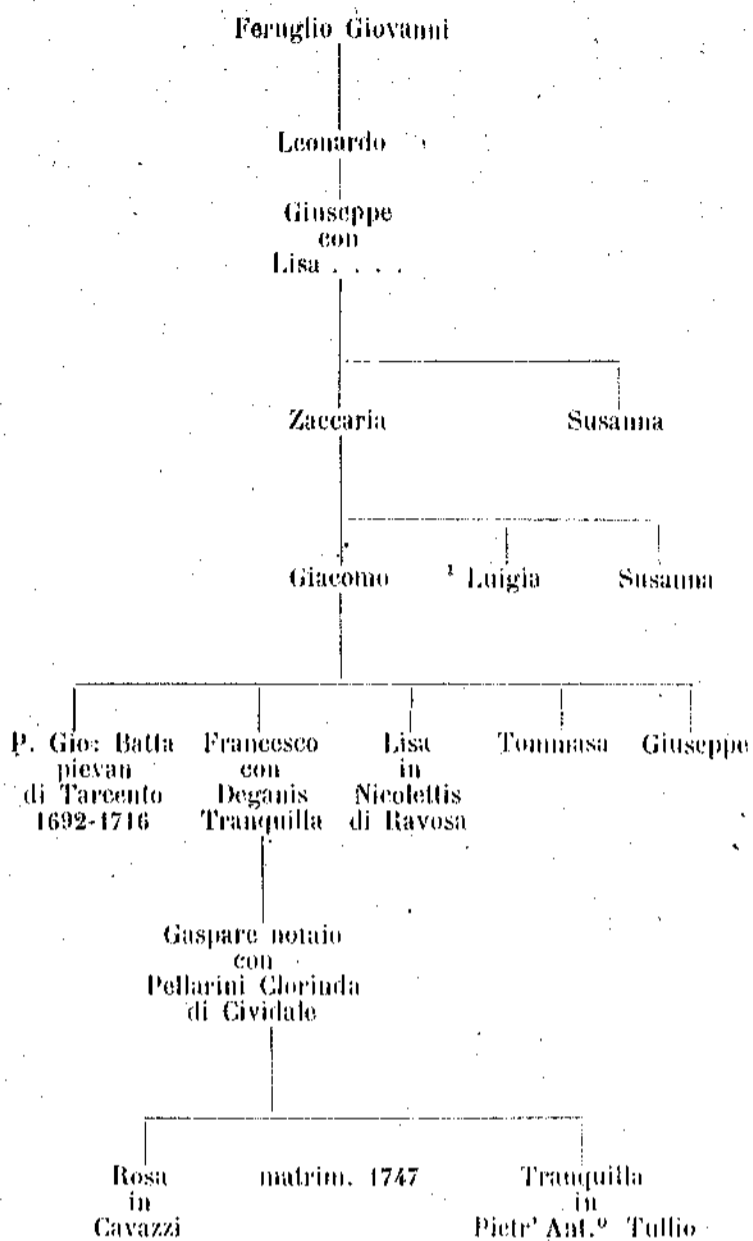 Feruglio Giovanni
Leonardo
Giuseppe
con
Lisa . . . .
Zaccaria Susanna
Giacomo ¹ Luigia Susanna
P. Gio: Batta
pievan
di Tarcento
1692-1716
Francesco
con
Deganis
Tranquilla
Lisa
in
Nicolettis
di Ravosa
Tommasa
Giuseppe
Gaspare notaio
con
Pellarini Clorinda
di Cividale
Rosa
in
Cavazzi
matrim. 1747
Tranquilla
in
Pietr' Ant.º Tullio